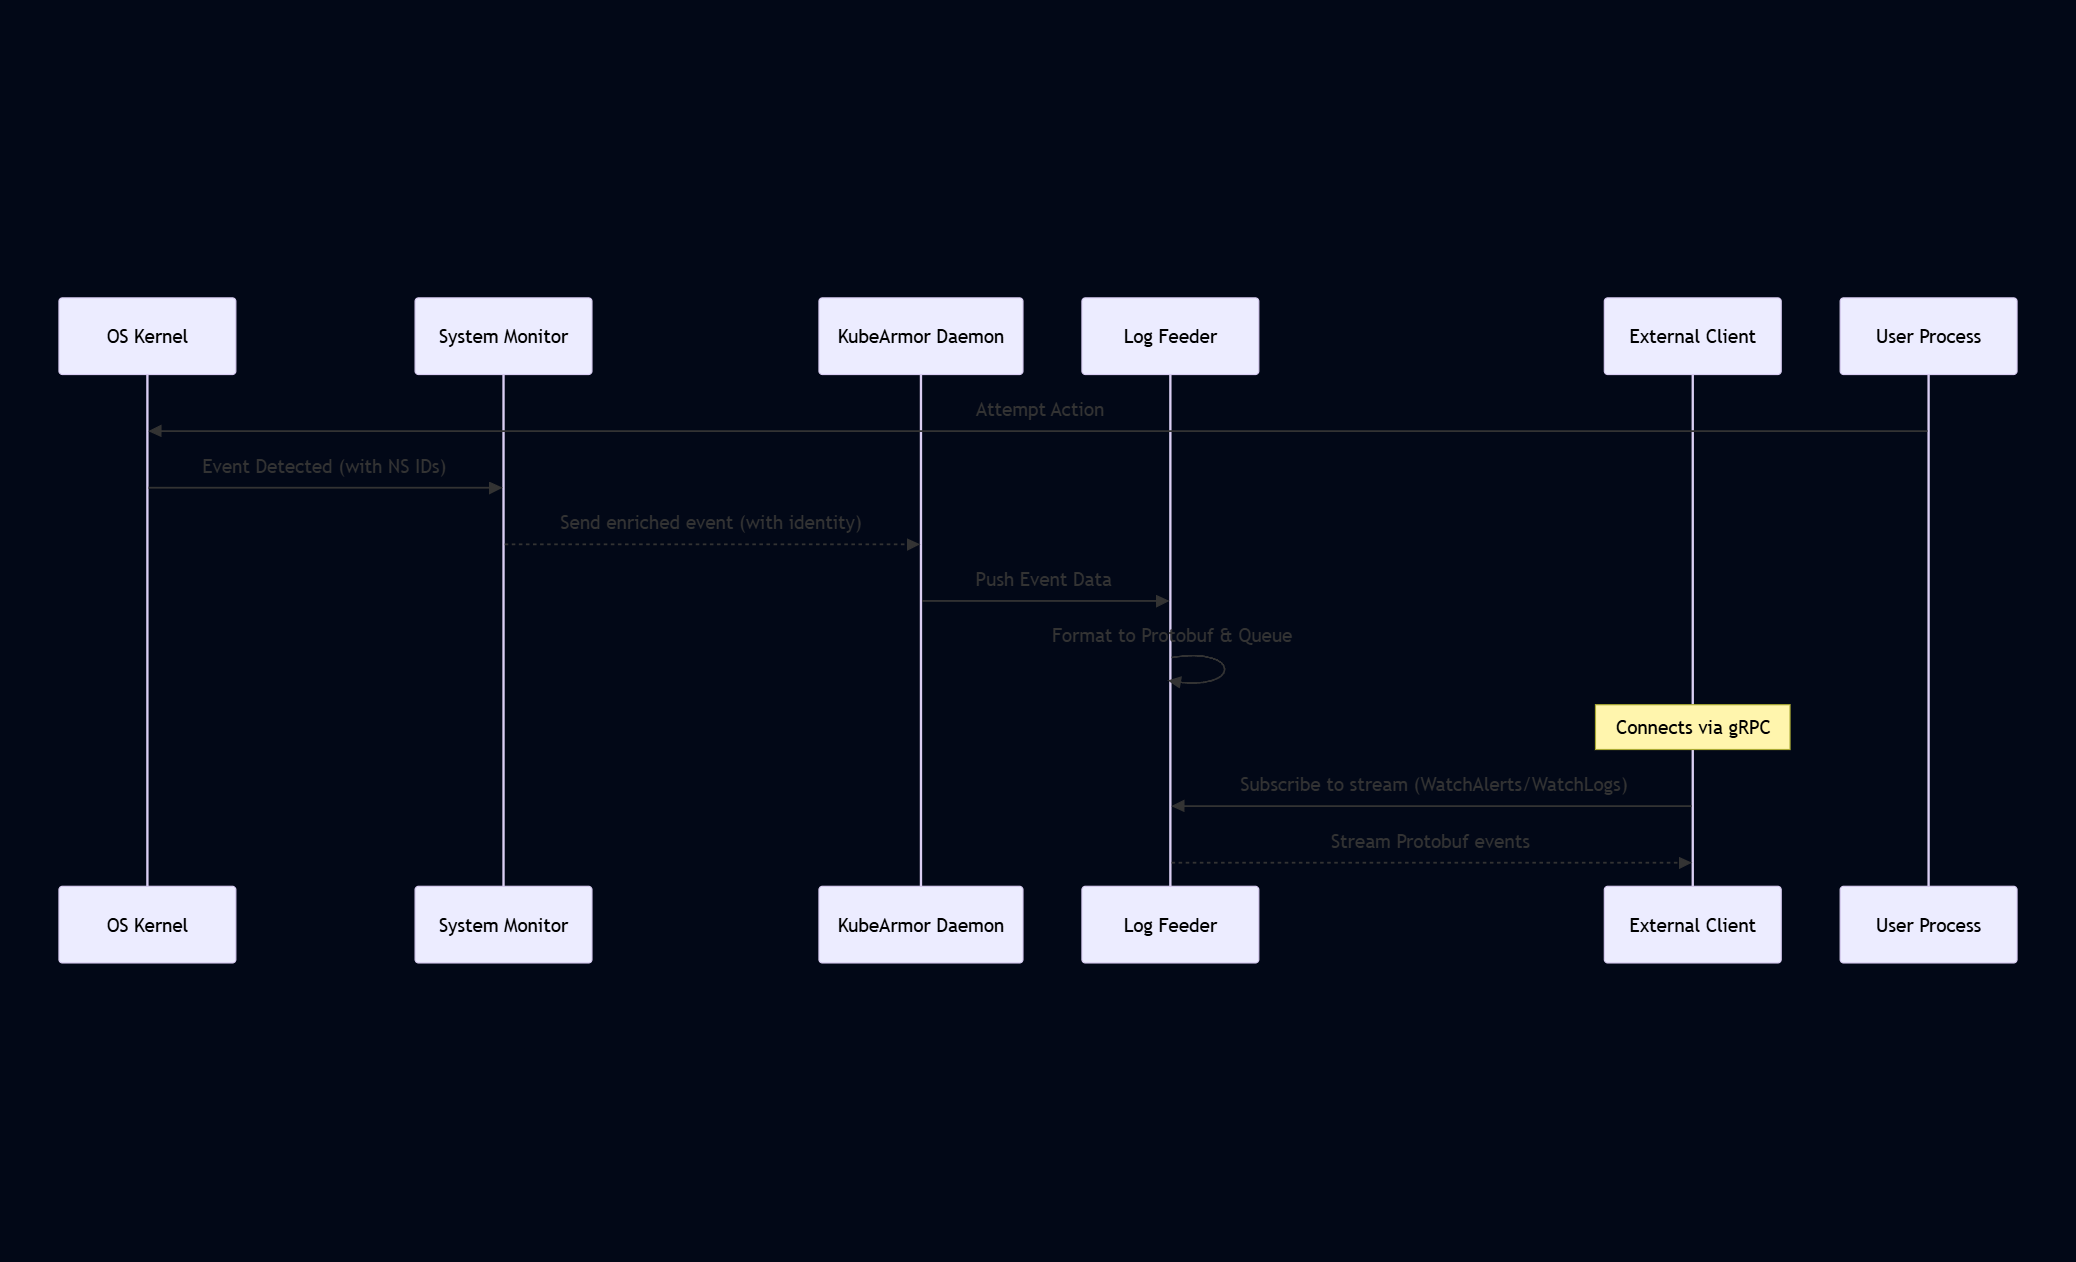 OS Kernel
System Monitor
KubeArmor Daemon
Log Feeder
External Client
User Process
Attempt Action
Event Detected (with NS IDs)
Send enriched event (with identity)
Push Event Data
Format to Protobuf & Queue
Connects via gRPC
Subscribe to stream (WatchAlerts/WatchLogs)
Stream Protobuf events
OS Kernel
System Monitor
KubeArmor Daemon
Log Feeder
External Client
User Process